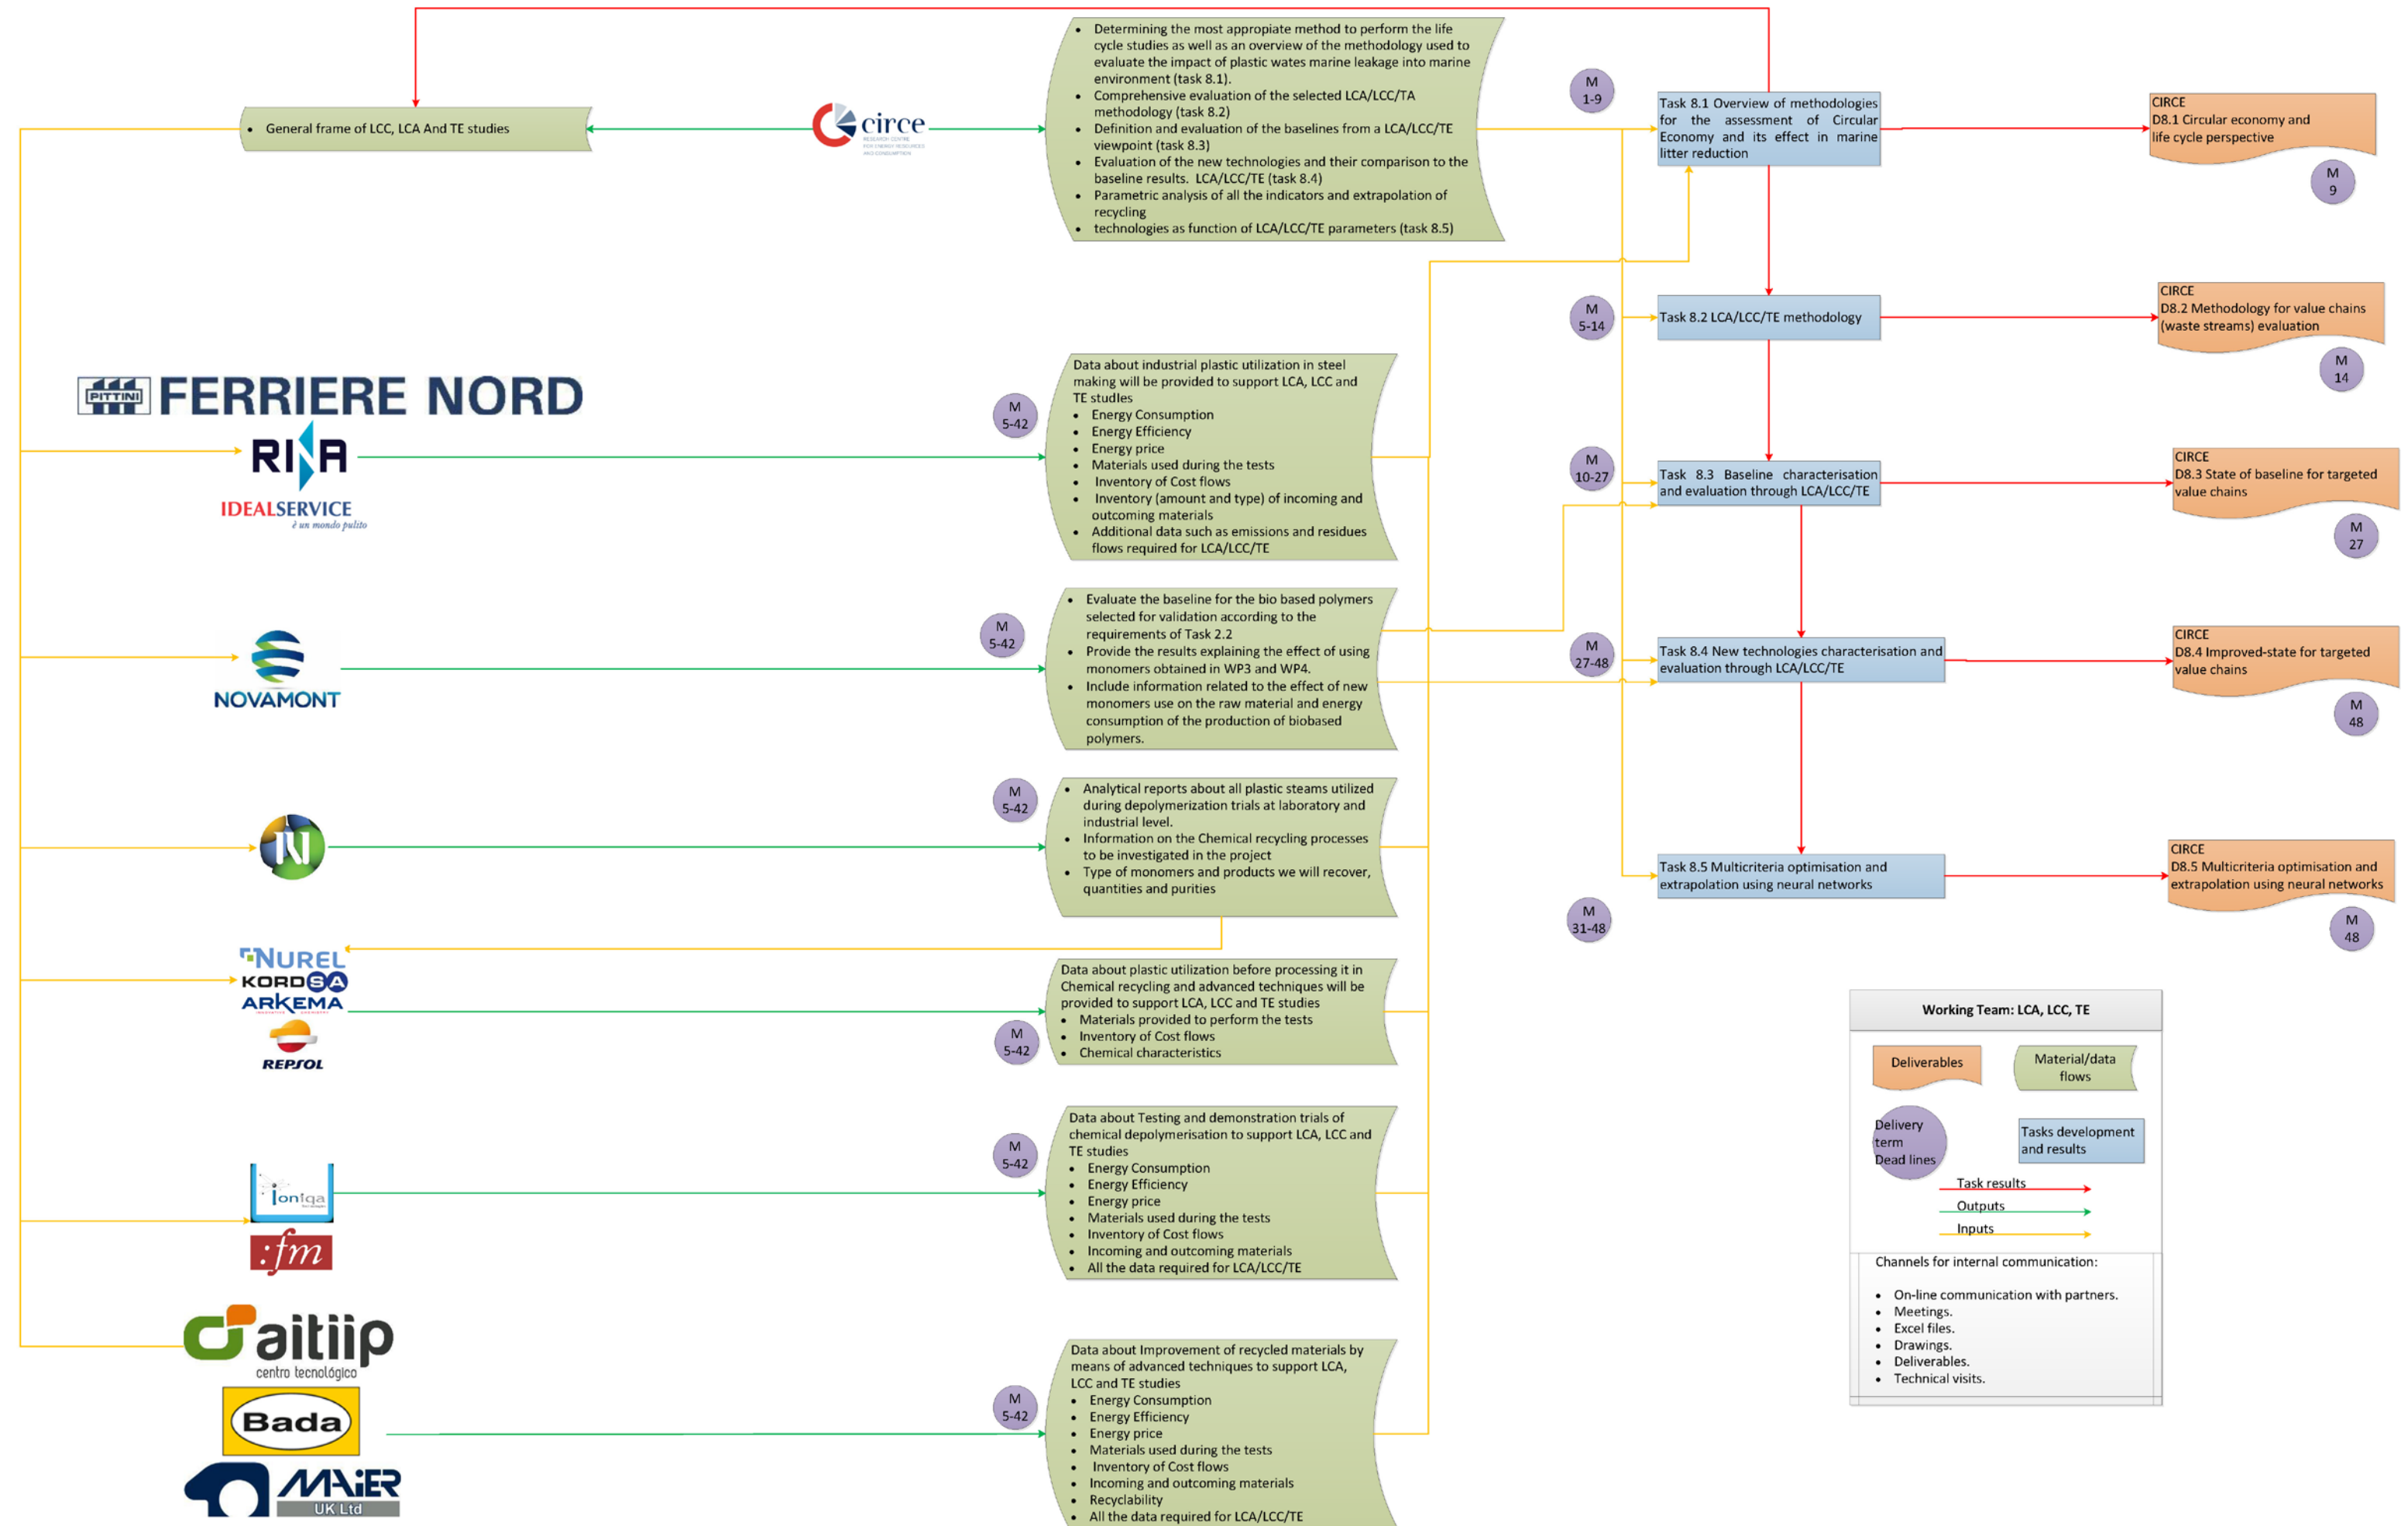 • Determining the most appropiate method to perform the life
cycle studies as well as an overview of the methodology used to
evaluate the impact of plastic wates marine leakage into marine
environment (task 8.1).
• Comprehensive evaluation of the selected LCA/LCC/TA
methodology (task 8.2)
• Definition and evaluation of the baselines from a LCA/LCC/TE
viewpoint (task 8.3)
• Evaluation of the new technologies and their comparison to the
baseline results. LCA/LCC/TE (task 8.4)
• Parametric analysis of all the indicators and extrapolation of
recycling
• technologies as function of LCA/LCC/TE parameters (task 8.5)
• General frame of LCC, LCA And TE studies
circe
RESEARCH CENTRE
FOR ENERGY RESOURCES
AND CONSUMPTION
M
1-9
Task 8.1 Overview of methodologies
for the assessment of Circular
Economy and its effect in marine
litter reduction
CIRCE
D8.1 Circular economy and
life cycle perspective
M
9
M
5-14
Task 8.2 LCA/LCC/TE methodology
CIRCE
D8.2 Methodology for value chains
(waste streams) evaluation
M
14
PITTINI
FERRIERE NORD
RINA
IDEALSERVICE
è un mondo pulito
M
5-42
Data about industrial plastic utilization in steel
making will be provided to support LCA, LCC and
TE studies
• Energy Consumption
• Energy Efficiency
• Energy price
• Materials used during the tests
• Inventory of Cost flows
• Inventory (amount and type) of incoming and
outcoming materials
• Additional data such as emissions and residues
flows required for LCA/LCC/TE
M
10-27
Task 8.3 Baseline characterisation
and evaluation through LCA/LCC/TE
CIRCE
D8.3 State of baseline for targeted
value chains
M
27
NOVAMONT
M
5-42
• Evaluate the baseline for the bio based polymers
selected for validation according to the
requirements of Task 2.2
• Provide the results explaining the effect of using
monomers obtained in WP3 and WP4.
• Include information related to the effect of new
monomers use on the raw material and energy
consumption of the production of biobased
polymers.
M
27-48
Task 8.4 New technologies characterisation and
evaluation through LCA/LCC/TE
CIRCE
D8.4 Improved-state for targeted
value chains
M
48
M
5-42
• Analytical reports about all plastic steams utilized
during depolymerization trials at laboratory and
industrial level.
• Information on the Chemical recycling processes
to be investigated in the project
• Type of monomers and products we will recover,
quantities and purities
M
31-48
Task 8.5 Multicriteria optimisation and
extrapolation using neural networks
CIRCE
D8.5 Multicriteria optimisation and
extrapolation using neural networks
M
48
NUREL
KORDSA
ARKEMA
INNOVATIVE CHEMISTRY
REPSOL
M
5-42
Data about plastic utilization before processing it in
Chemical recycling and advanced techniques will be
provided to support LCA, LCC and TE studies
• Materials provided to perform the tests
• Inventory of Cost flows
• Chemical characteristics
ioniqa
:fm
M
5-42
Data about Testing and demonstration trials of
chemical depolymerisation to support LCA, LCC and
TE studies
• Energy Consumption
• Energy Efficiency
• Energy price
• Materials used during the tests
• Inventory of Cost flows
• Incoming and outcoming materials
• All the data required for LCA/LCC/TE
aitiip
centro tecnológico
Bada
MAiER
UK Ltd
M
5-42
Data about Improvement of recycled materials by
means of advanced techniques to support LCA,
LCC and TE studies
• Energy Consumption
• Energy Efficiency
• Energy price
• Materials used during the tests
• Inventory of Cost flows
• Incoming and outcoming materials
• Recyclability
• All the data required for LCA/LCC/TE
Working Team: LCA, LCC, TE
Deliverables
Material/data
flows
Delivery
term
Dead lines
Tasks development
and results
Task results
Outputs
Inputs
Channels for internal communication:
• On-line communication with partners.
• Meetings.
• Excel files.
• Drawings.
• Deliverables.
• Technical visits.